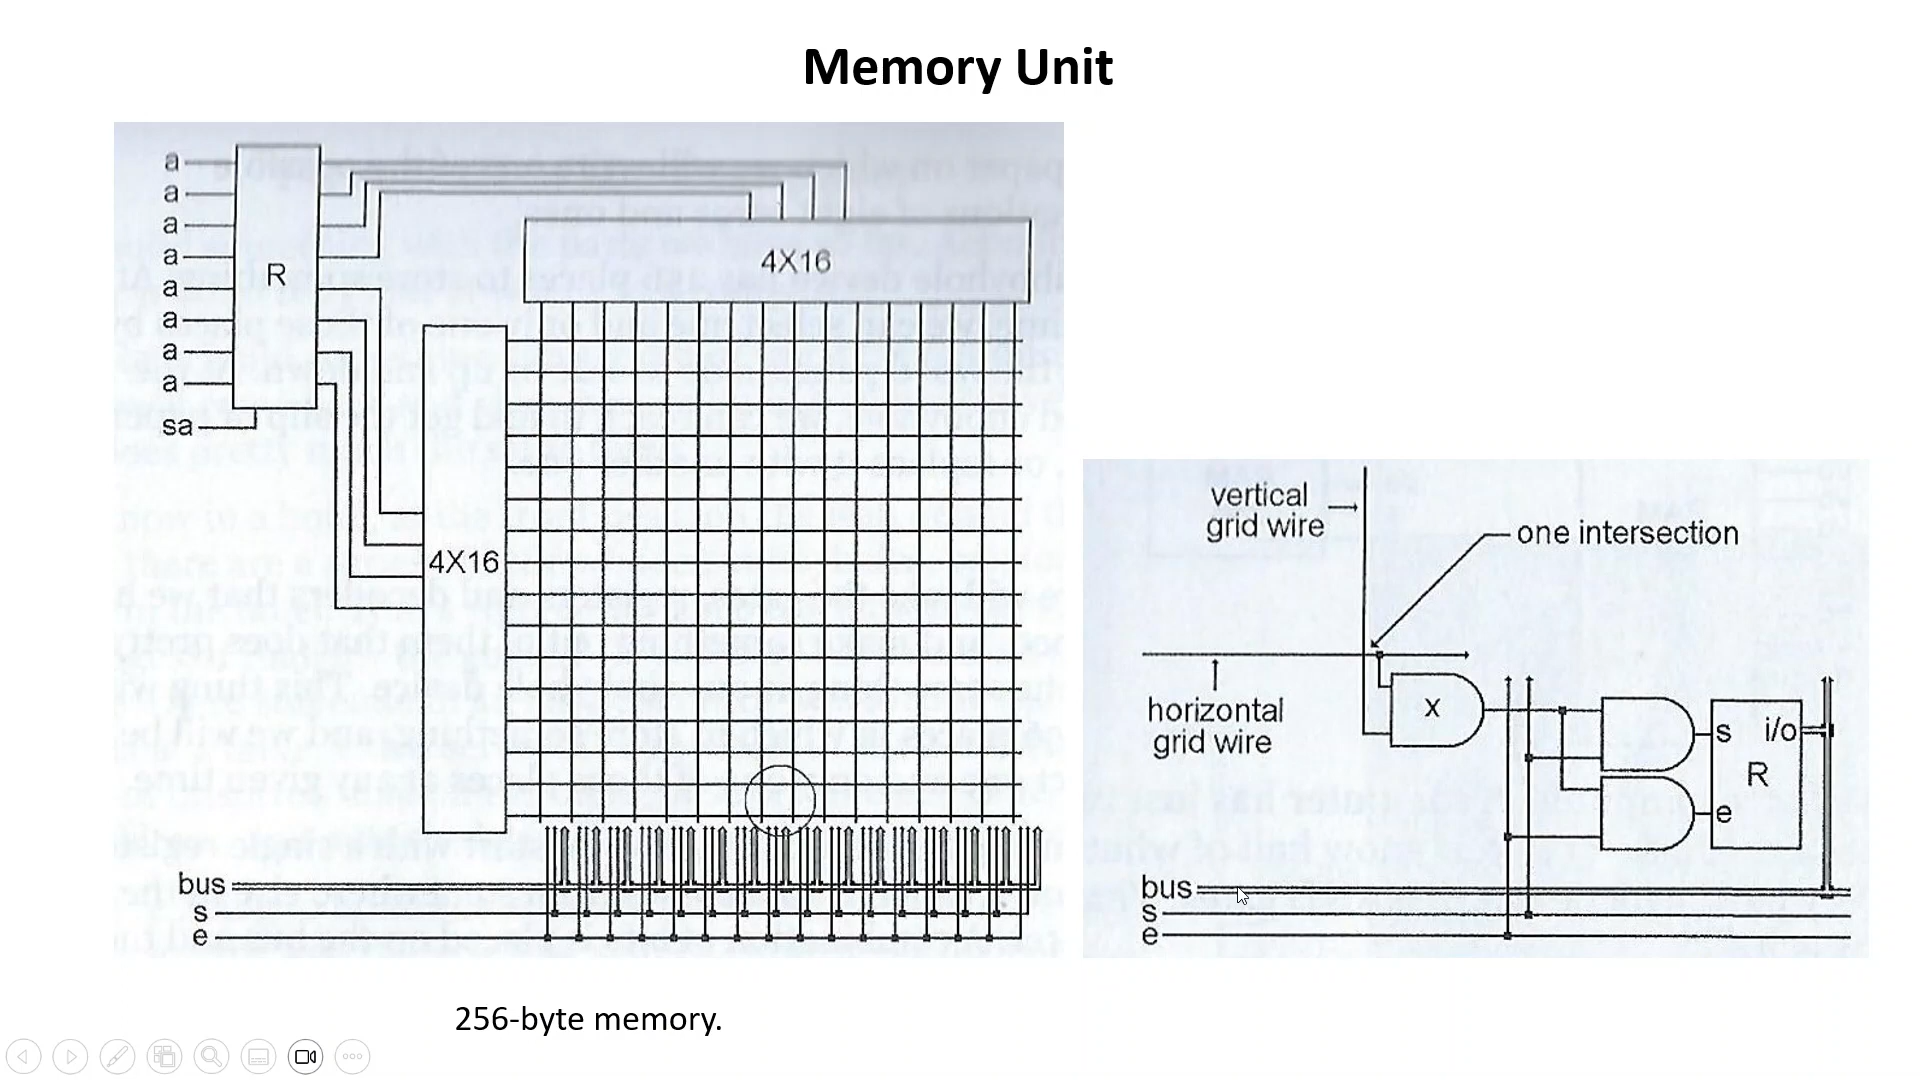 Memory Unit
a
a
a
a
a
a
a
a
sa
R
4X16
4X16
bus
s
e
256-byte memory.
vertical
grid wire
one intersection
horizontal
grid wire
x
s
i/o
R
e
bus
s
e